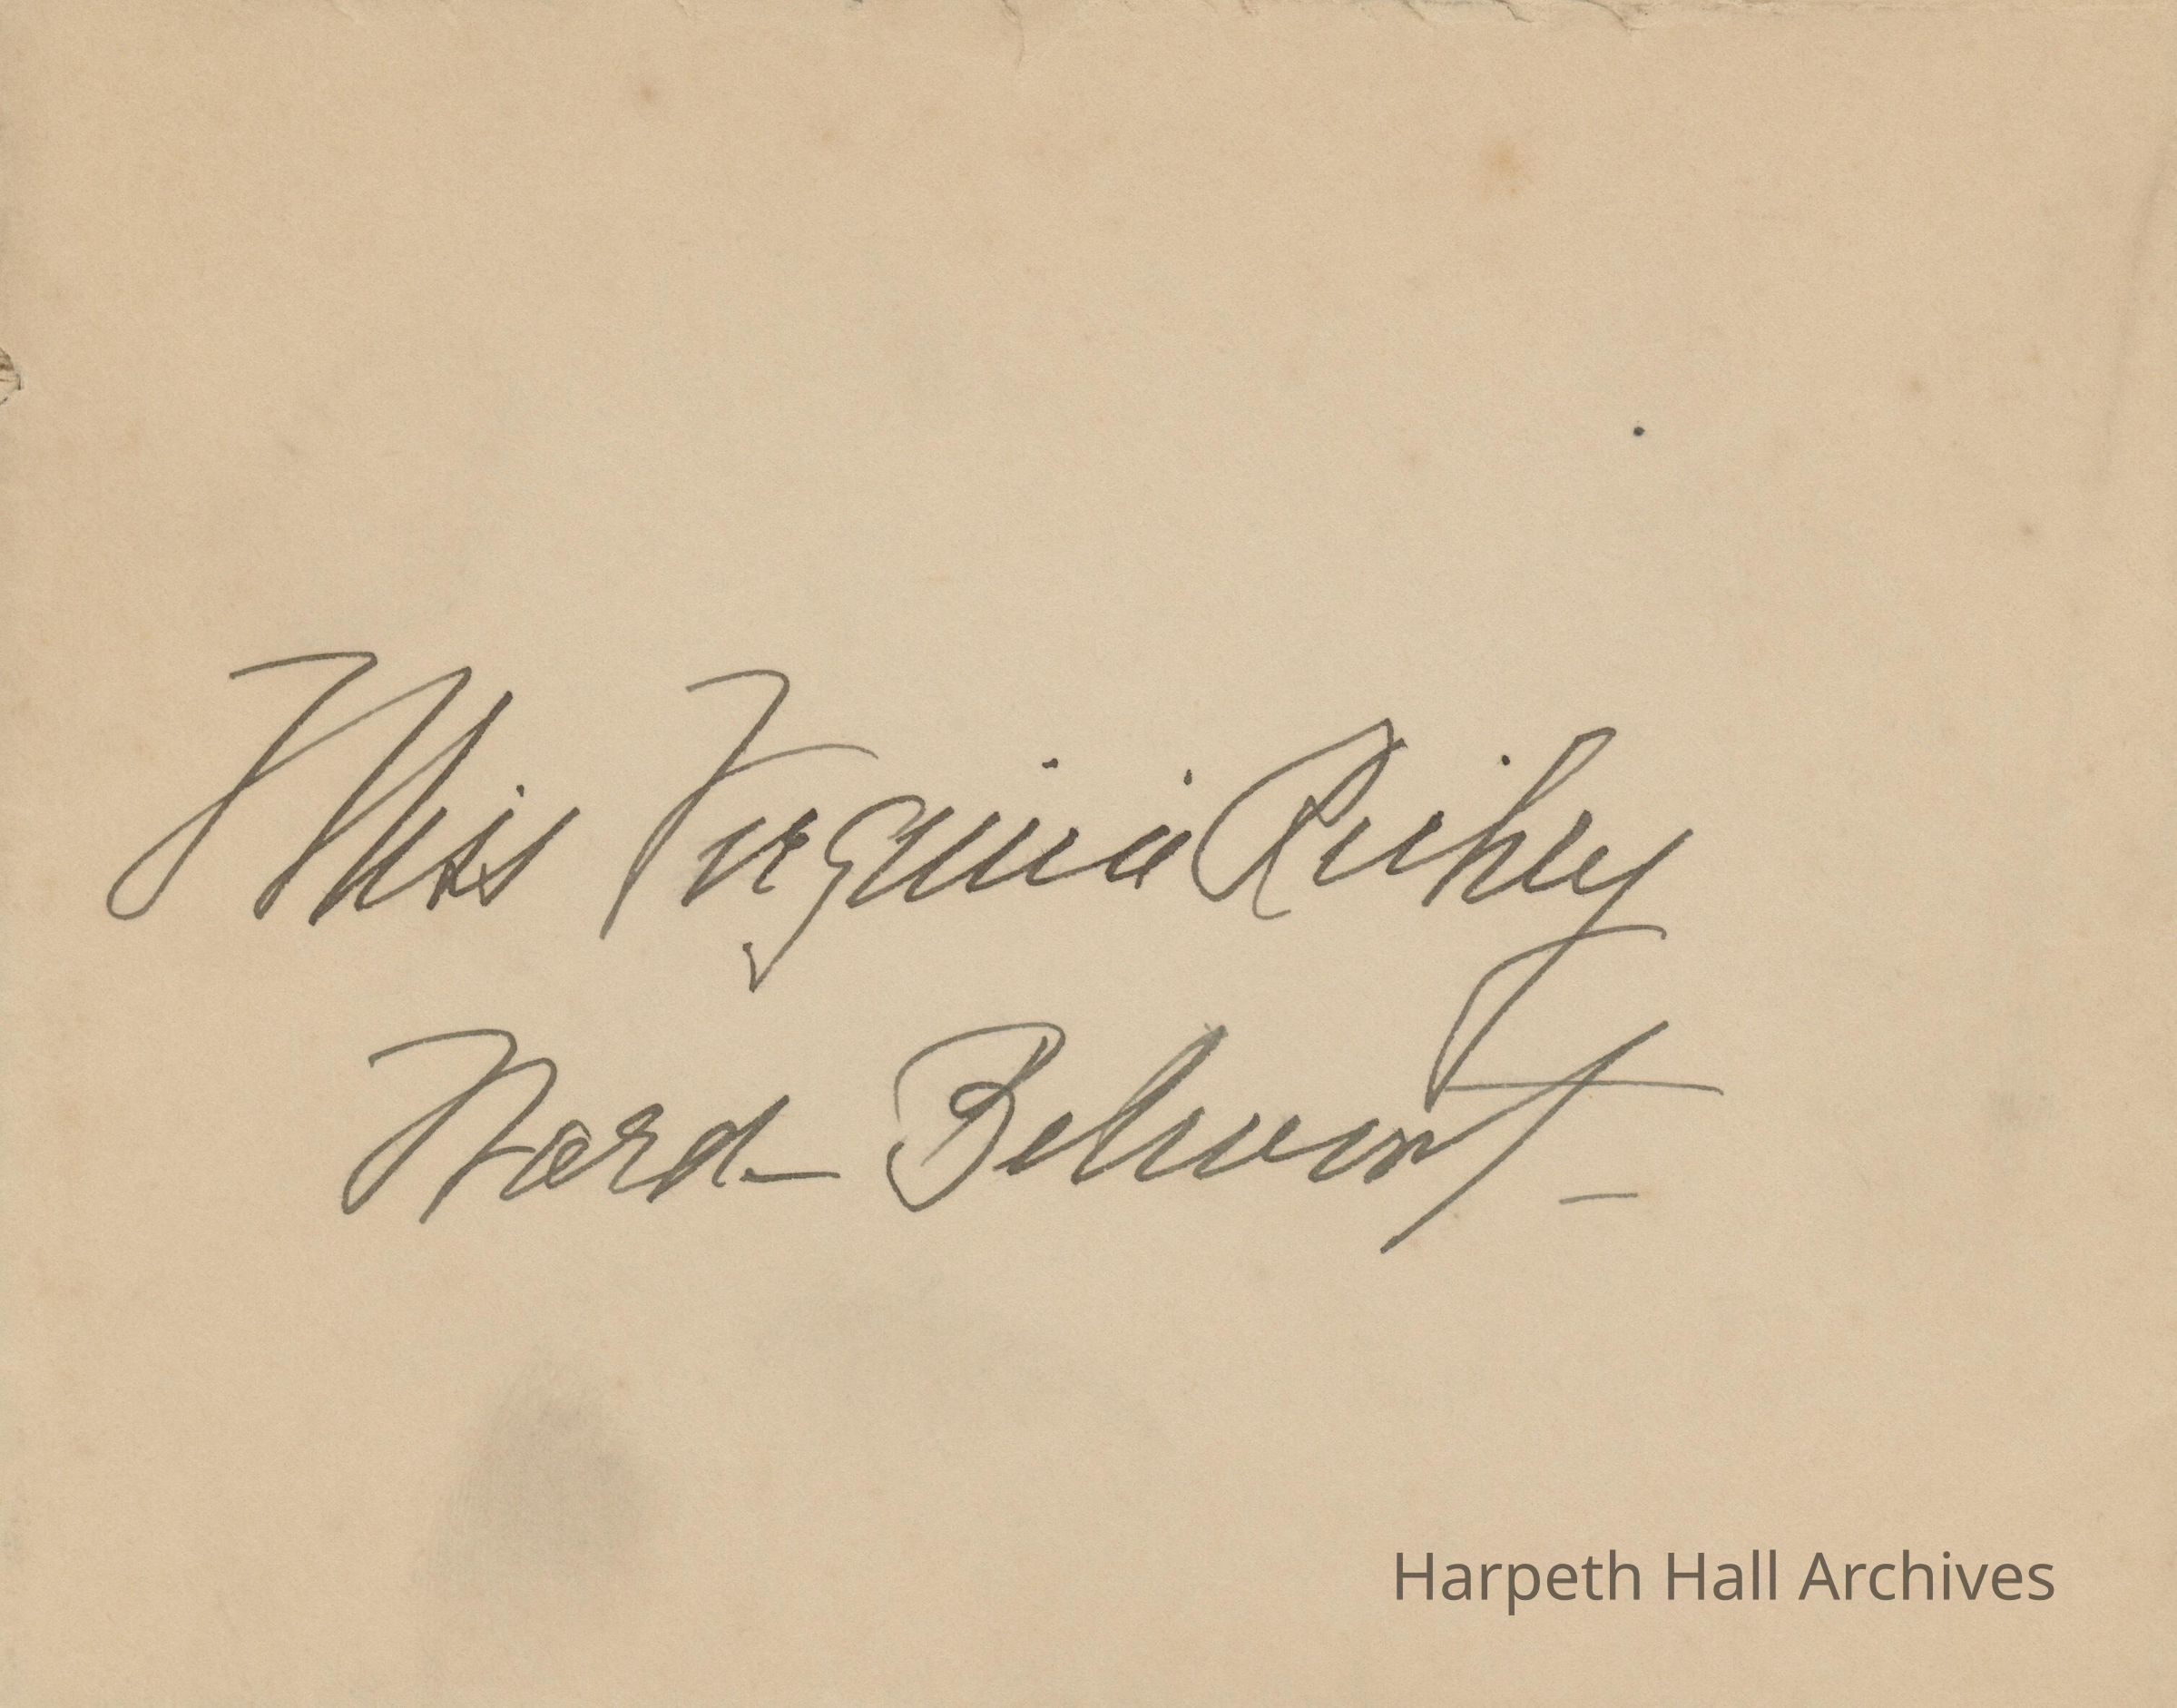 Miss Virginia Richey
Ward-Belmont-
Harpeth Hall Archives